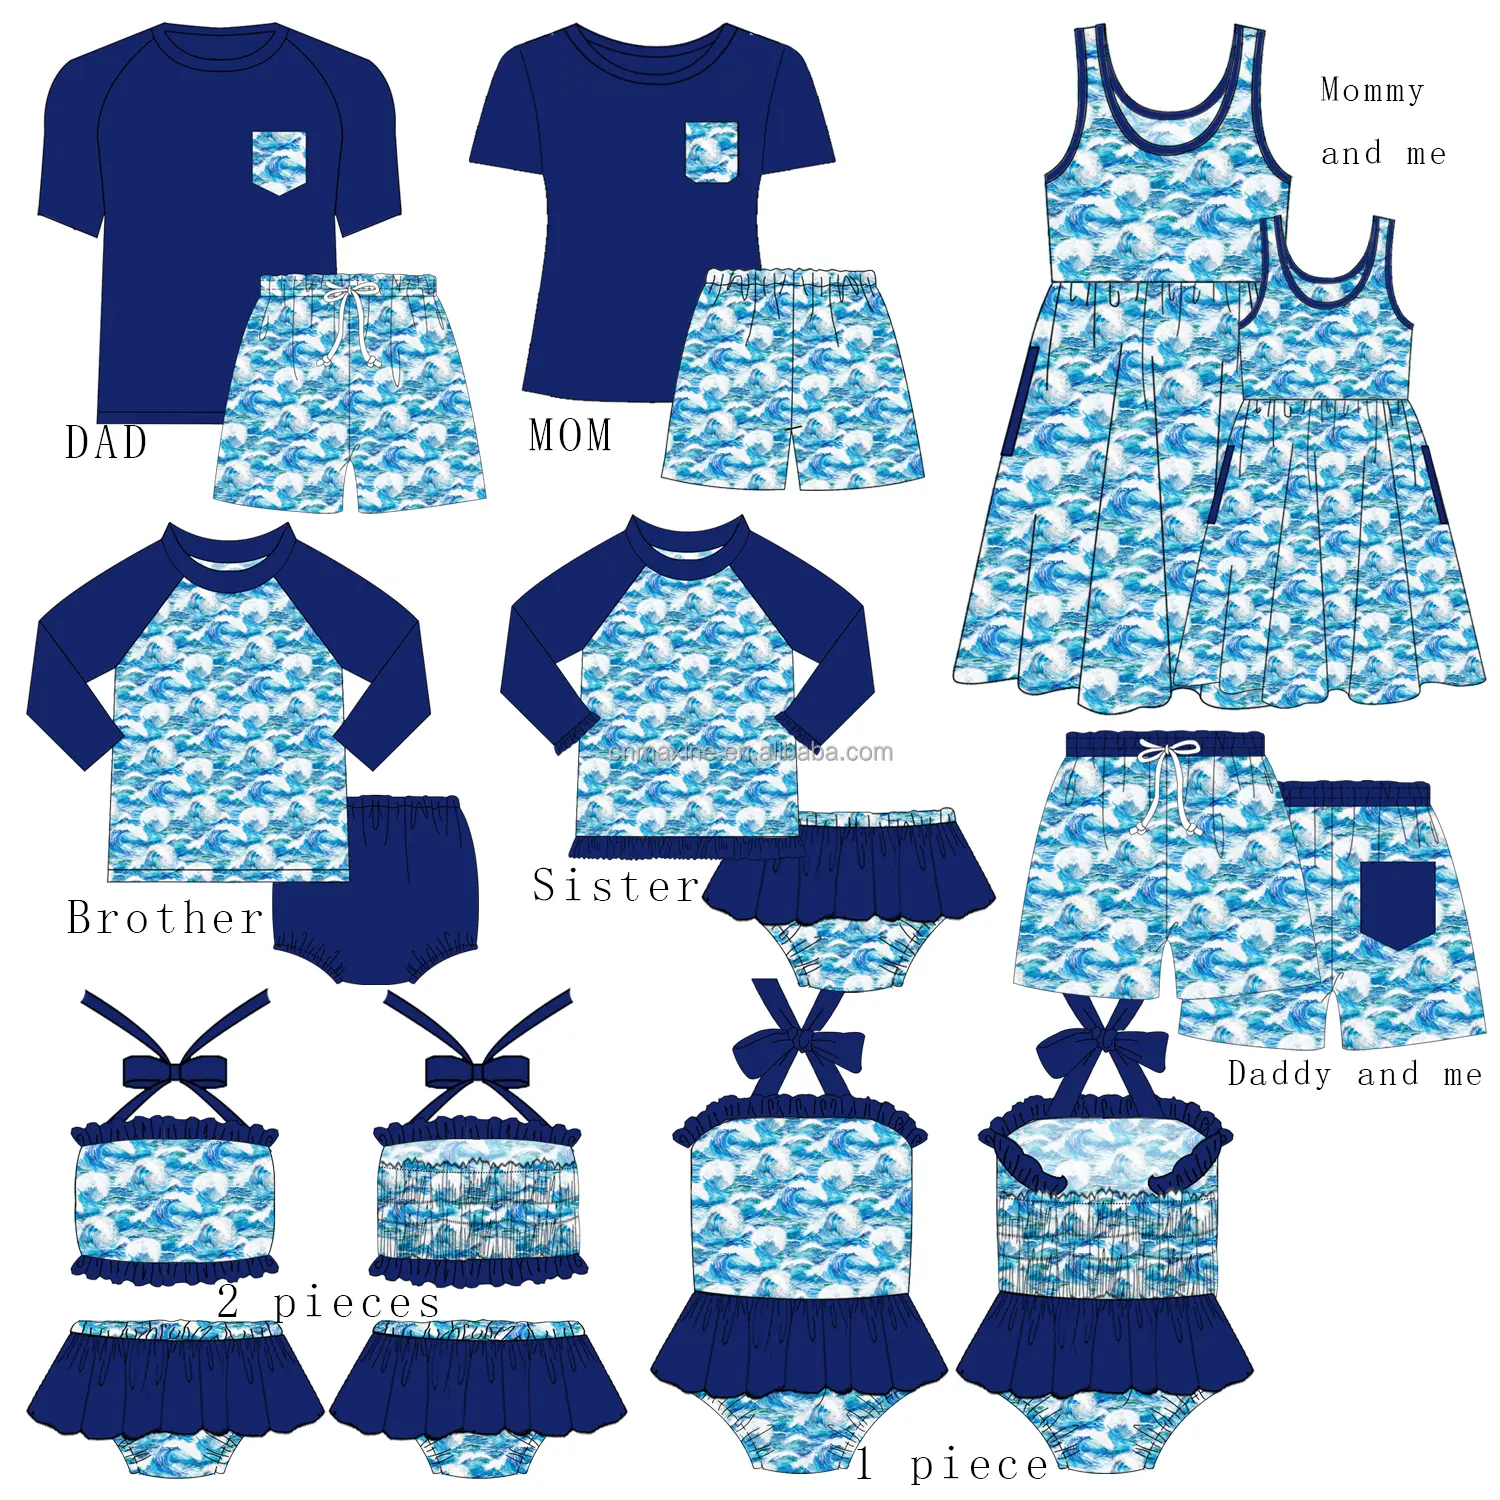 Mommy
and me
DAD
MOM
cnmaxine.en.alibaba.com
Sister
Brother
Daddy and me
2 pieces
1 piece